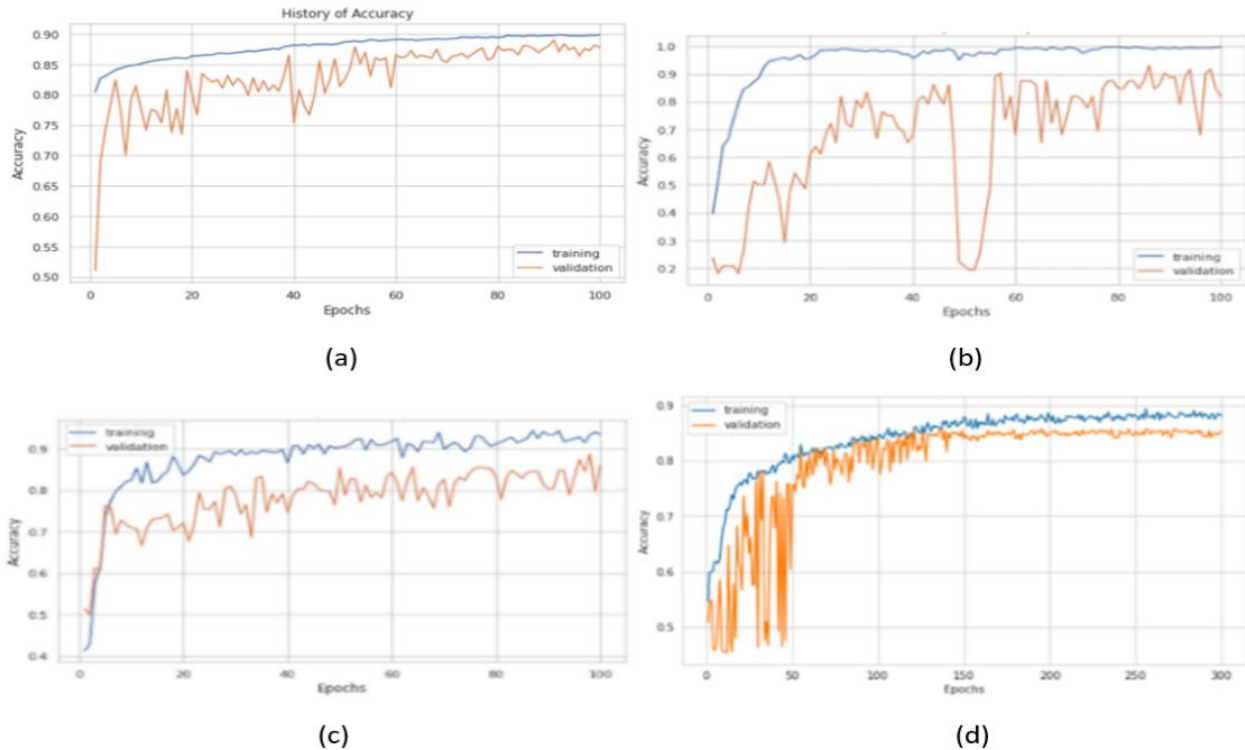 History of Accuracy
Accuracy
0.90
0.85
0.80
0.75
0.70
0.65
0.60
0.55
0.50
training
validation
0 20 40 60 80 100
Epochs
(a)
Accuracy
1.0
0.9
0.8
0.7
0.6
0.5
0.4
0.3
0.2
training
validation
0 20 40 60 80 100
Epochs
(b)
training
validation
Accuracy
0.9
0.8
0.7
0.6
0.5
0.4
0 20 40 60 80 100
Epochs
(c)
training
validation
Accuracy
0.9
0.8
0.7
0.6
0.5
0 50 100 150 200 250 300
Epochs
(d)